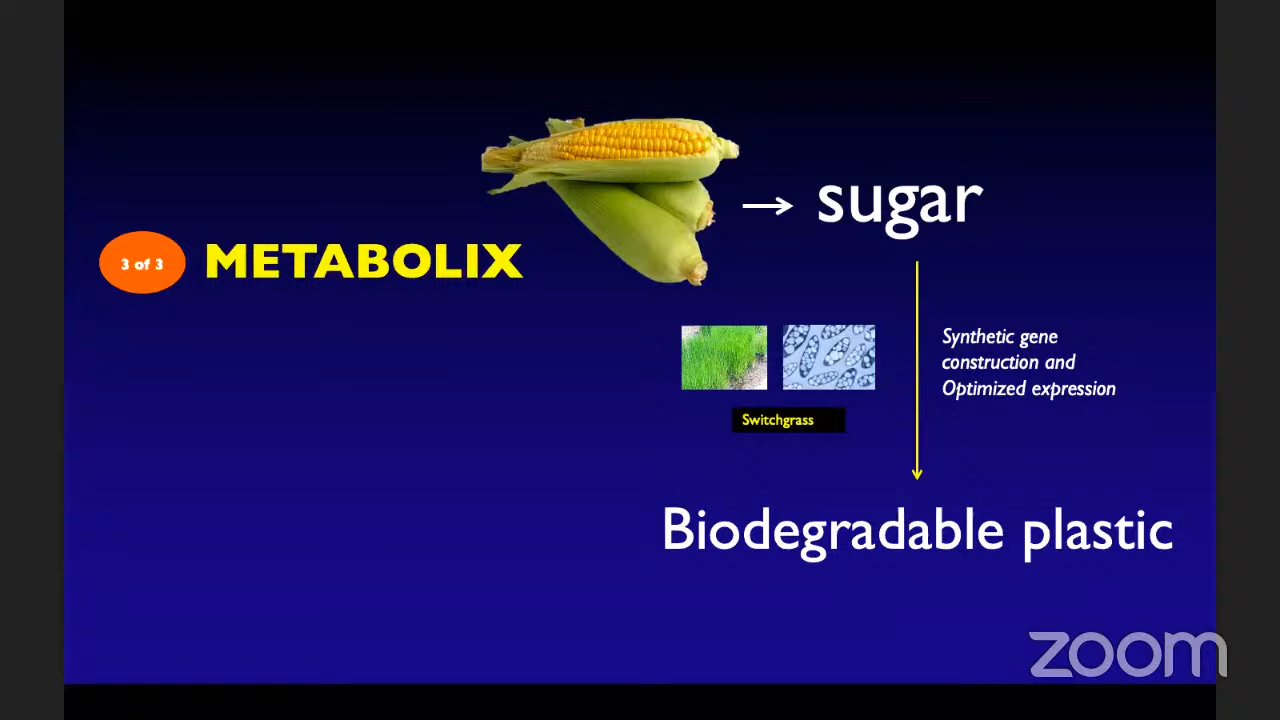 sugar
3 of 3
METABOLIX
Synthetic gene
construction and
Optimized expression
Switchgrass
Biodegradable plastic
zoom